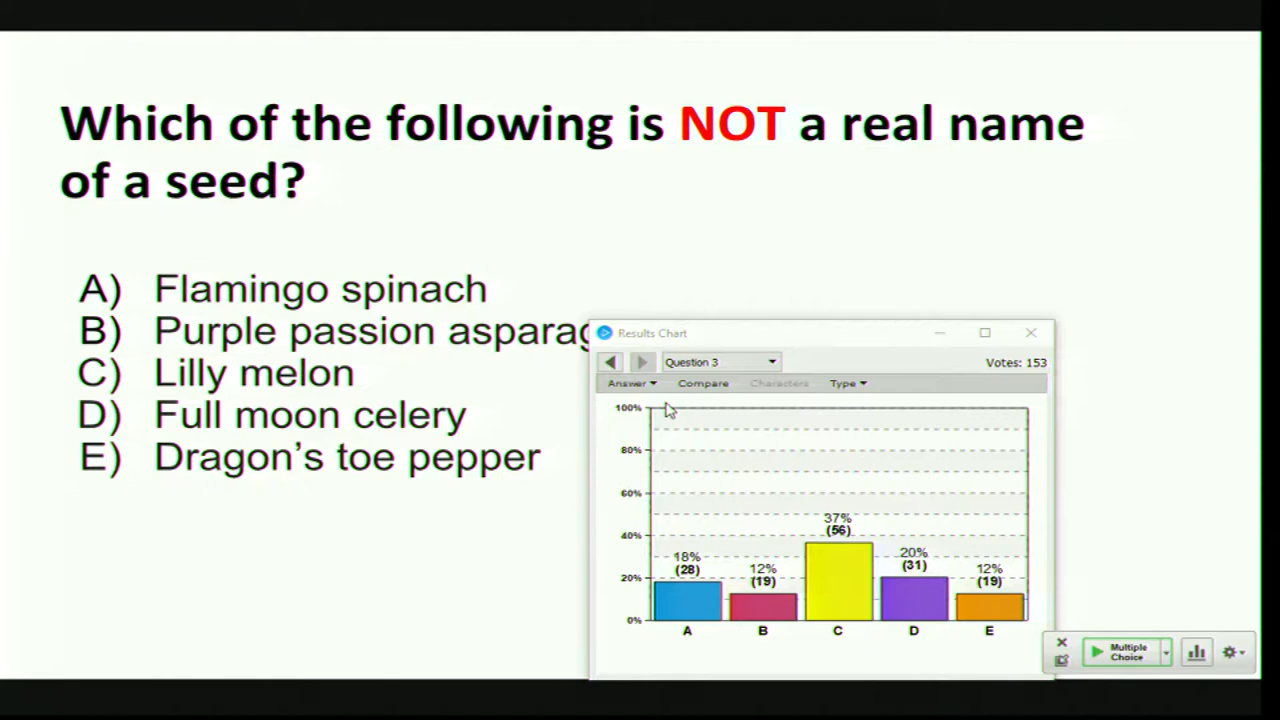 Which of the following is NOT a real name
of a seed?
A) Flamingo spinach
B) Purple passion asparag
C) Lilly melon
D) Full moon celery
E) Dragon's toe pepper
Results Chart
Question 3
Votes: 153
Answer Compare Characters Type
100%
80%
60%
40%
20%
0%
18%
(28)
12%
(19)
37%
(56)
20%
(31)
12%
(19)
A B C D E
Multiple
Choice